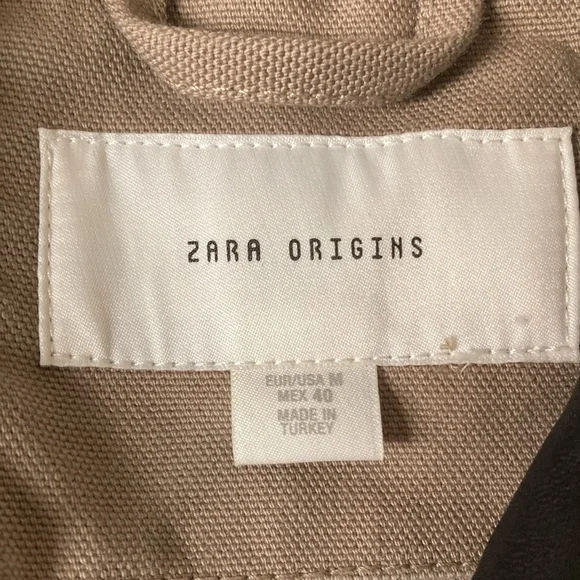 ZARA ORIGINS
EUR/USA M
MEX 40
MADE IN
TURKEY